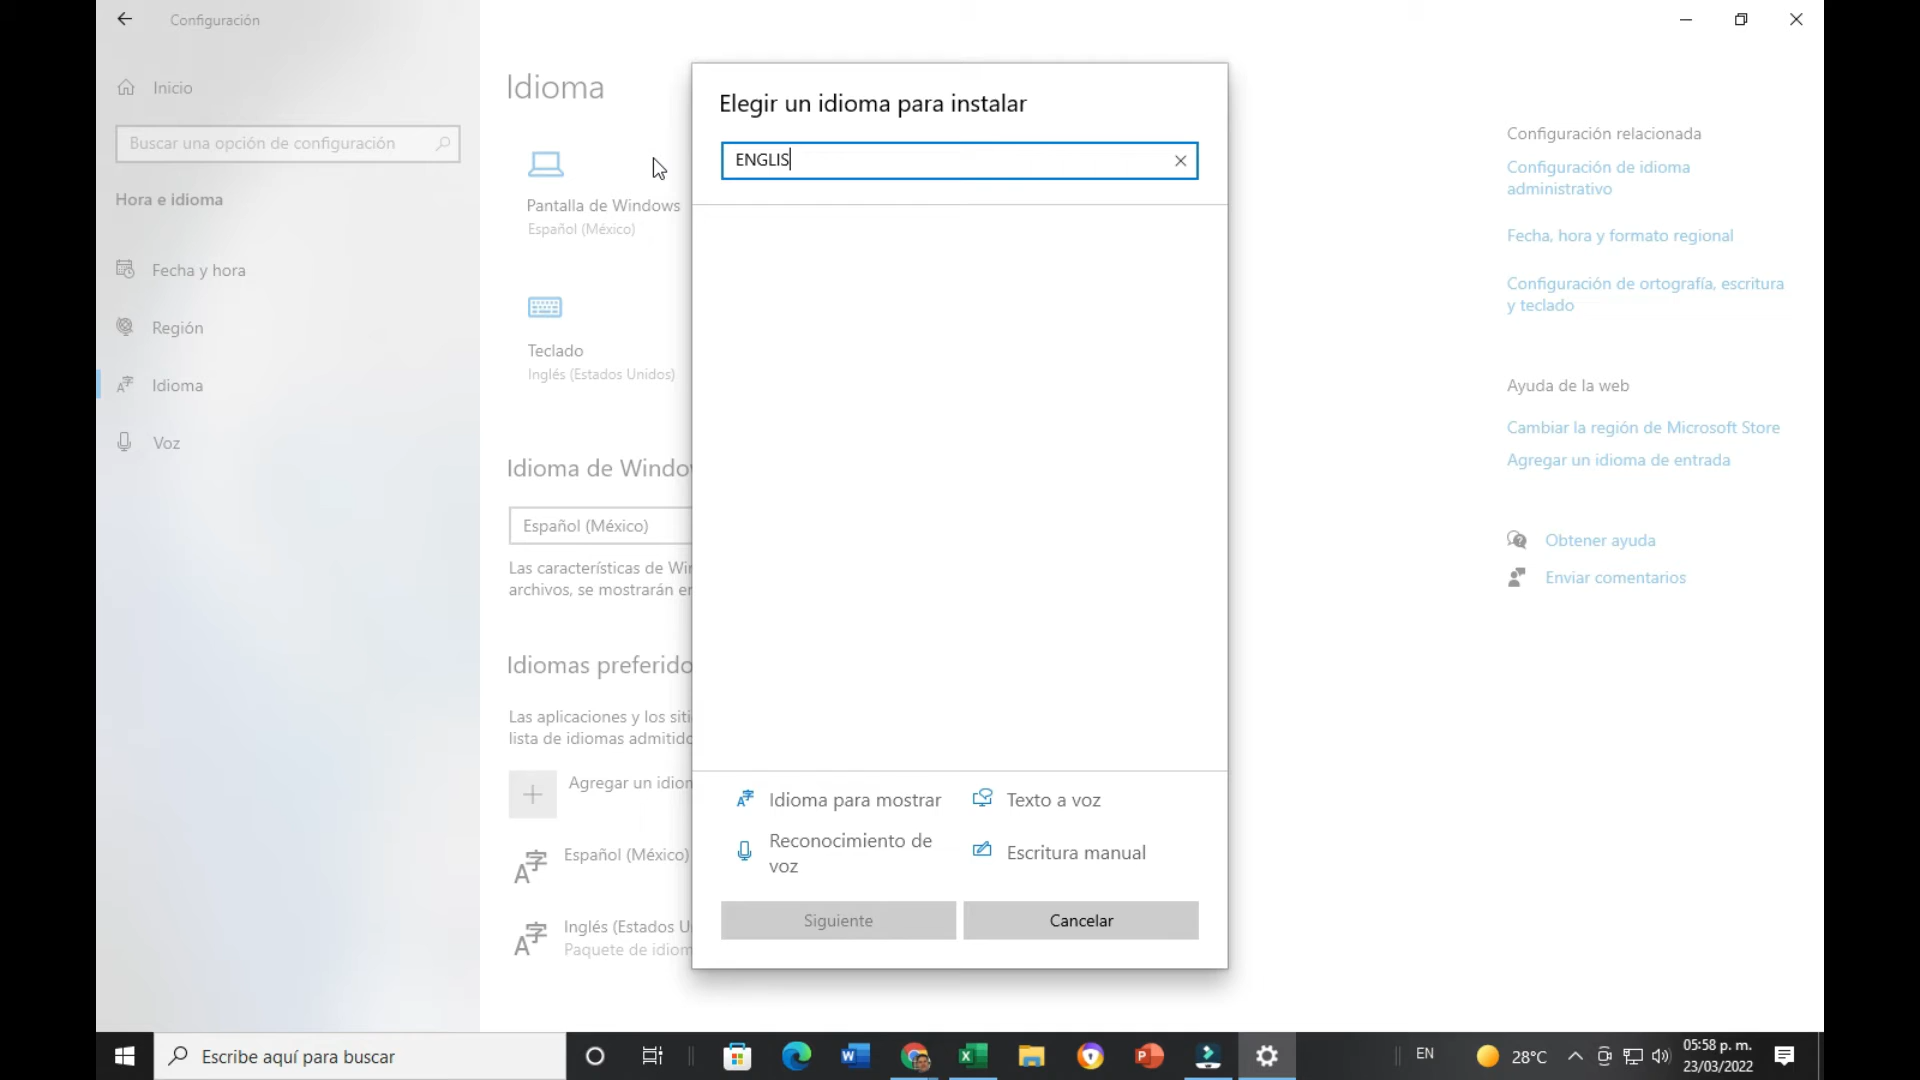 Configuración
Inicio
Buscar una opción de configuración
Hora e idioma
Fecha y hora
Región
Idioma
Voz
Idioma
Pantalla de Windows
Español (México)
Teclado
Inglés (Estados Unidos)
Idioma de Windo
Español (México)
Las características de Wi
archivos, se mostrarán e
Idiomas preferido
Las aplicaciones y los siti
lista de idiomas admitido
Agregar un idiom
Español (México)
Inglés (Estados U
Paquete de idiom
Elegir un idioma para instalar
ENGLIS
Idioma para mostrar
Texto a voz
Reconocimiento de
voz
Escritura manual
Siguiente
Cancelar
Configuración relacionada
Configuración de idioma
administrativo
Fecha, hora y formato regional
Configuración de ortografía, escritura
y teclado
Ayuda de la web
Cambiar la región de Microsoft Store
Agregar un idioma de entrada
Obtener ayuda
Enviar comentarios
Escribe aquí para buscar
EN
28°C
05:58 p. m.
23/03/2022